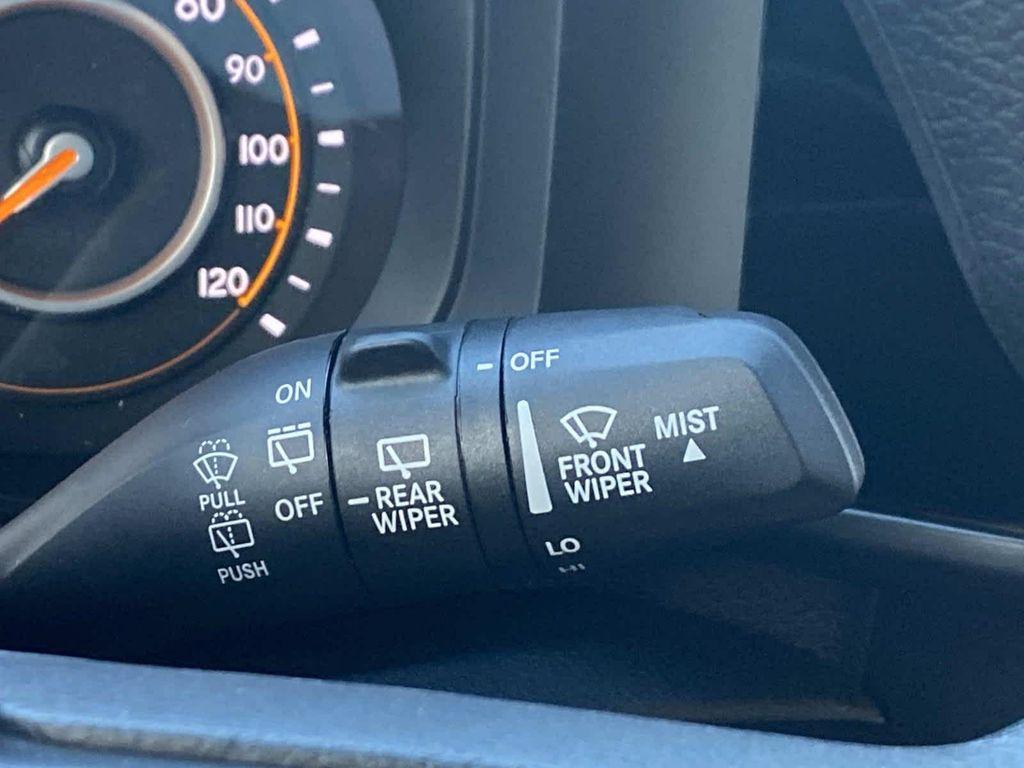 80
90
100
110
120
ON
OFF
PULL
PUSH
REAR
WIPER
OFF
FRONT
WIPER
MIST
LO